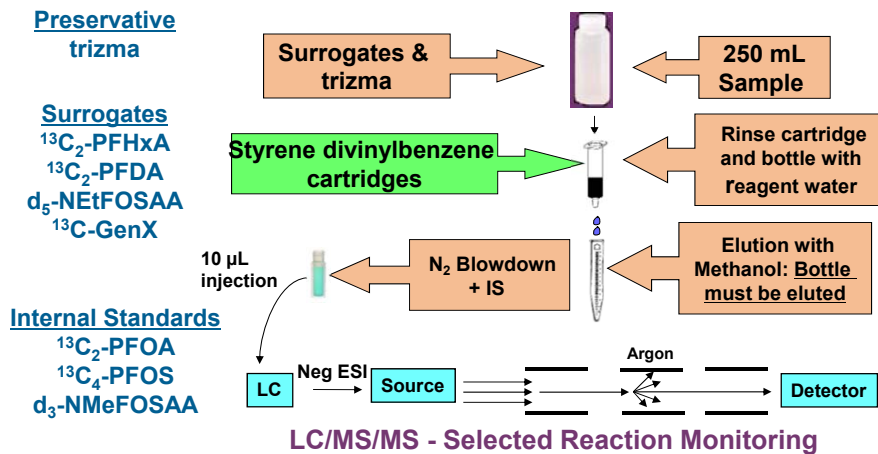 Preservative
trizma
Surrogates
¹³C₂-PFHxA
¹³C₂-PFDA
d₅-NEtFOSAA
¹³C-GenX
Internal Standards
¹³C₂-PFOA
¹³C₄-PFOS
d₃-NMeFOSAA
Surrogates &
trizma
250 mL
Sample
Styrene divinylbenzene
cartridges
Rinse cartridge
and bottle with
reagent water
10 µL
injection
N₂ Blowdown
+ IS
Elution with
Methanol: Bottle
must be eluted
LC
Neg ESI
Source
Argon
Detector
LC/MS/MS - Selected Reaction Monitoring